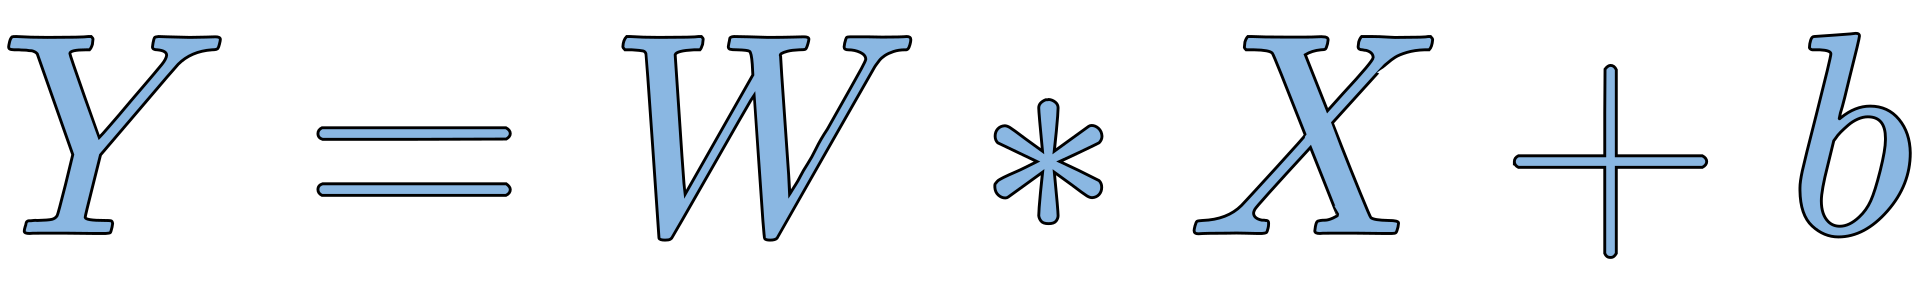 Y = W * X + b